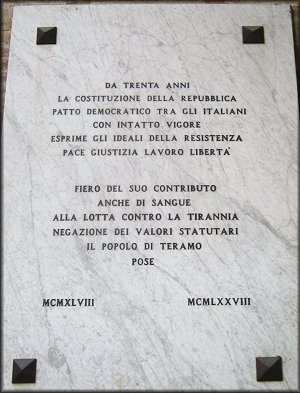 DA TRENTA ANNI
LA COSTITUZIONE DELLA REPUBBLICA
PATTO DEMOCRATICO TRA GLI ITALIANI
CON INTATTO VIGORE
ESPRIME GLI IDEALI DELLA RESISTENZA
PACE GIUSTIZIA LAVORO LIBERTA'
FIERO DEL SUO CONTRIBUTO
ANCHE DI SANGUE
ALLA LOTTA CONTRO LA TIRANNIA
NEGAZIONE DEI VALORI STATUTARI
IL POPOLO DI TERAMO
POSE
MCMXLVIII MCMLXXVIII